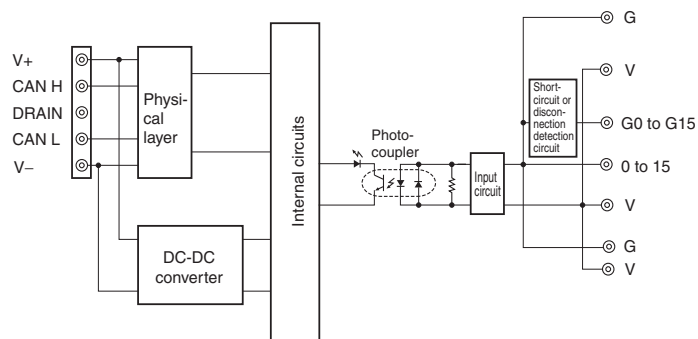 V+
CAN H
DRAIN
CAN L
V−
Physi-
cal
layer
DC-DC
converter
Internal circuits
Photo-
coupler
Input
circuit
Short-
circuit or
discon-
nection
detection
circuit
G
V
G0 to G15
0 to 15
V
G
V